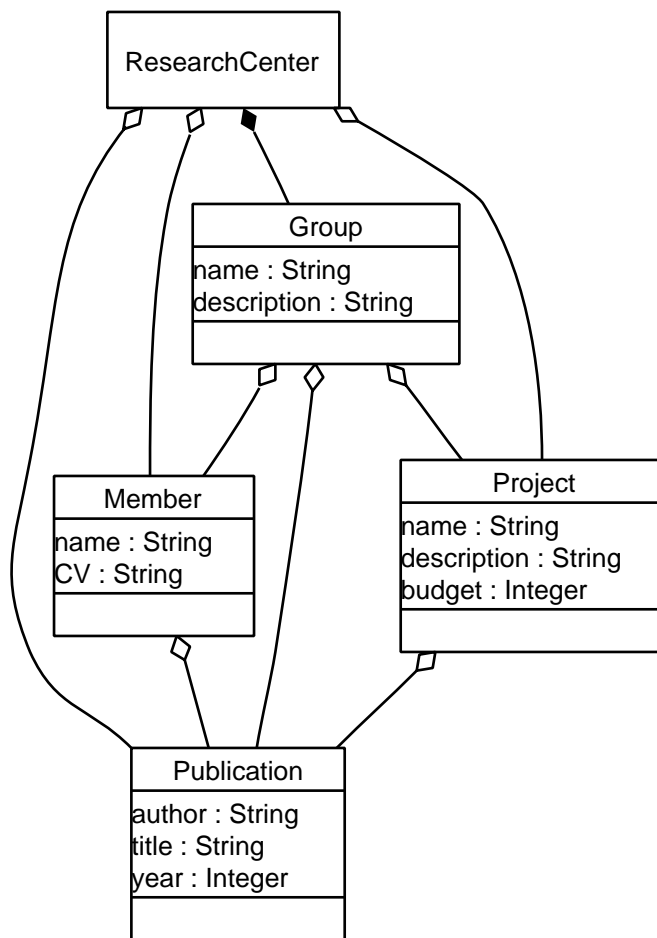 ResearchCenter
Group
name : String
description : String
Member
name : String
CV : String
Project
name : String
description : String
budget : Integer
Publication
author : String
title : String
year : Integer